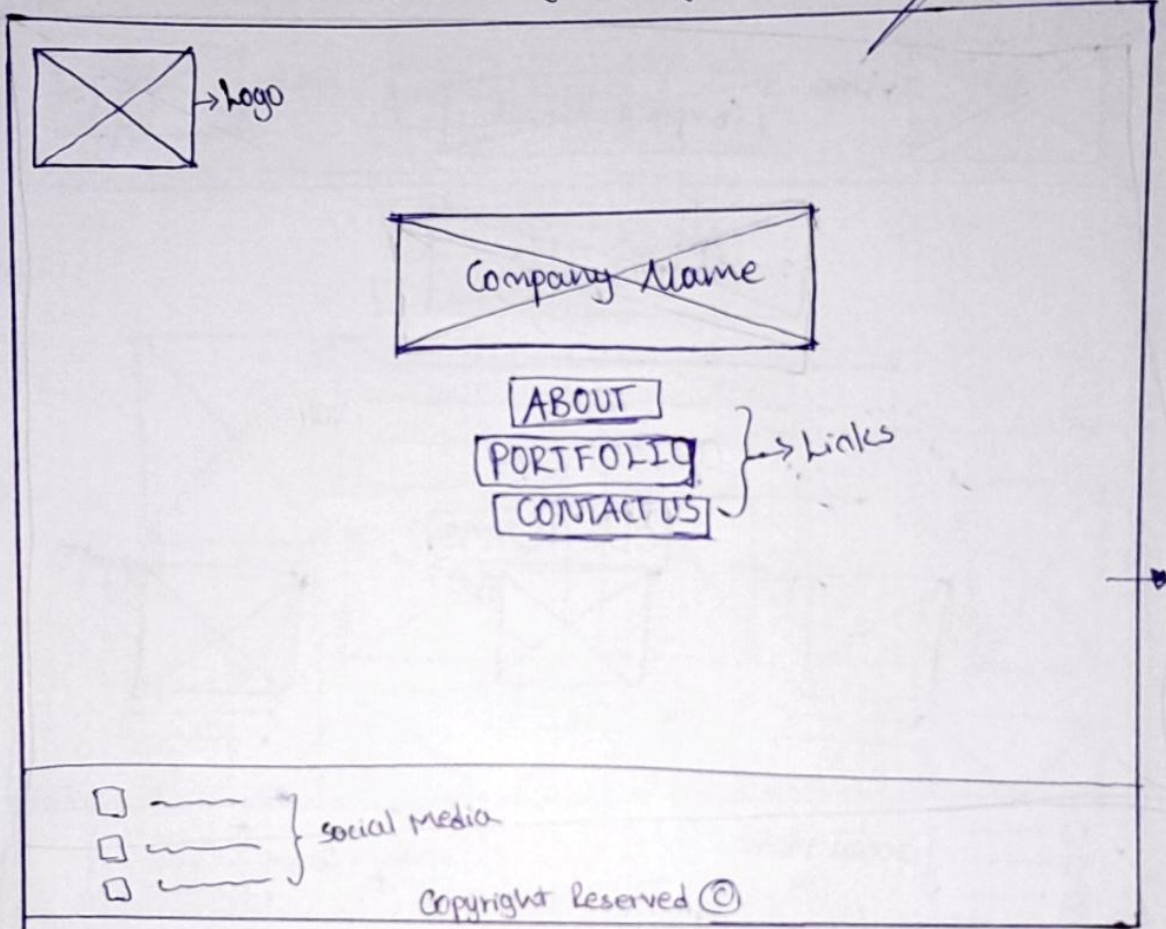 Logo
Company Name
ABOUT
PORTFOLIO
Links
CONTACT US
Social Media
Copyright Reserved ©